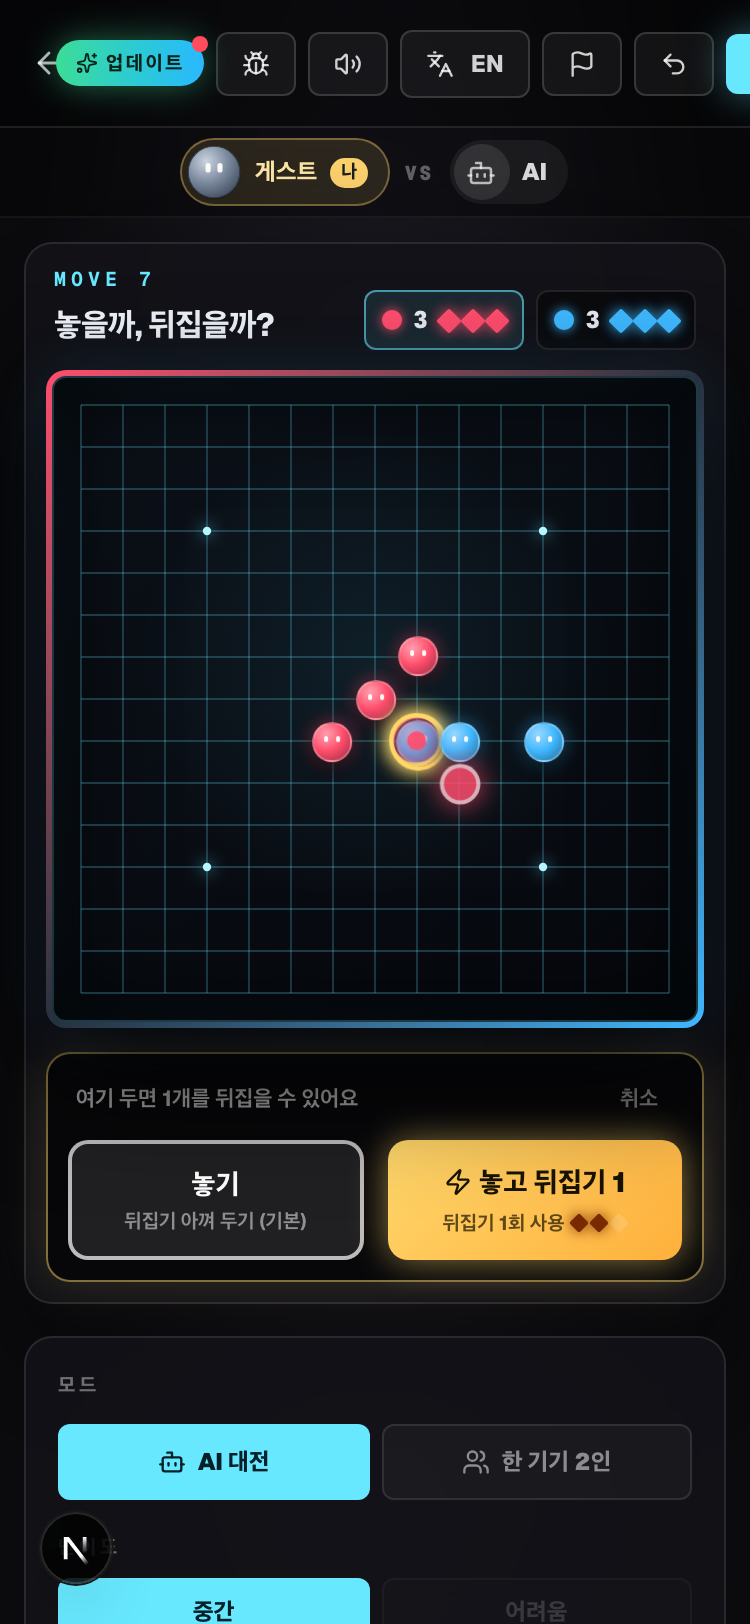 업데이트
EN
게스트 나 VS AI
MOVE 7
놓을까, 뒤집을까?
3
3
여기 두면 1개를 뒤집을 수 있어요
취소
놓기
뒤집기 아껴 두기 (기본)
놓고 뒤집기 1
뒤집기 1회 사용
모드
AI 대전
한 기기 2인
N
중간
어려움